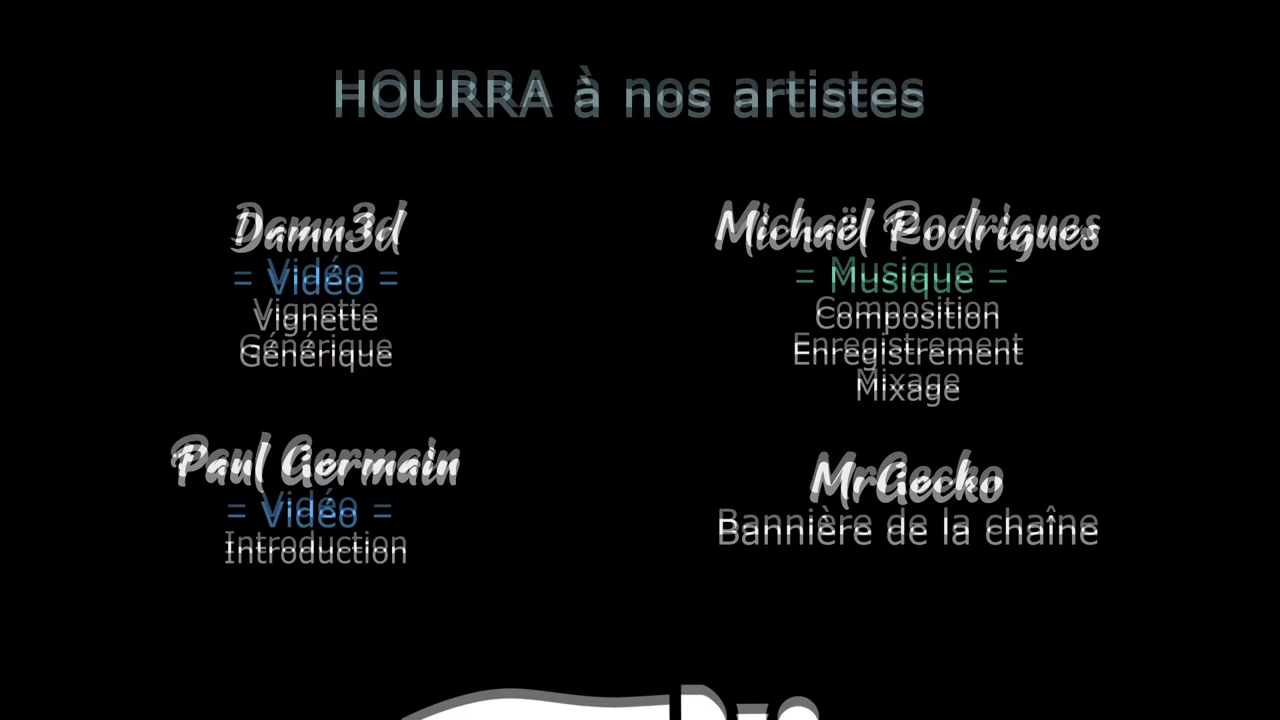 HOURRA à nos artistes
Damn3d
= Vidéo =
Vignette
Générique
Michaël Rodrigues
= Musique =
Composition
Enregistrement
Mixage
Paul Germain
= Vidéo =
Introduction
MrGecko
Bannière de la chaîne